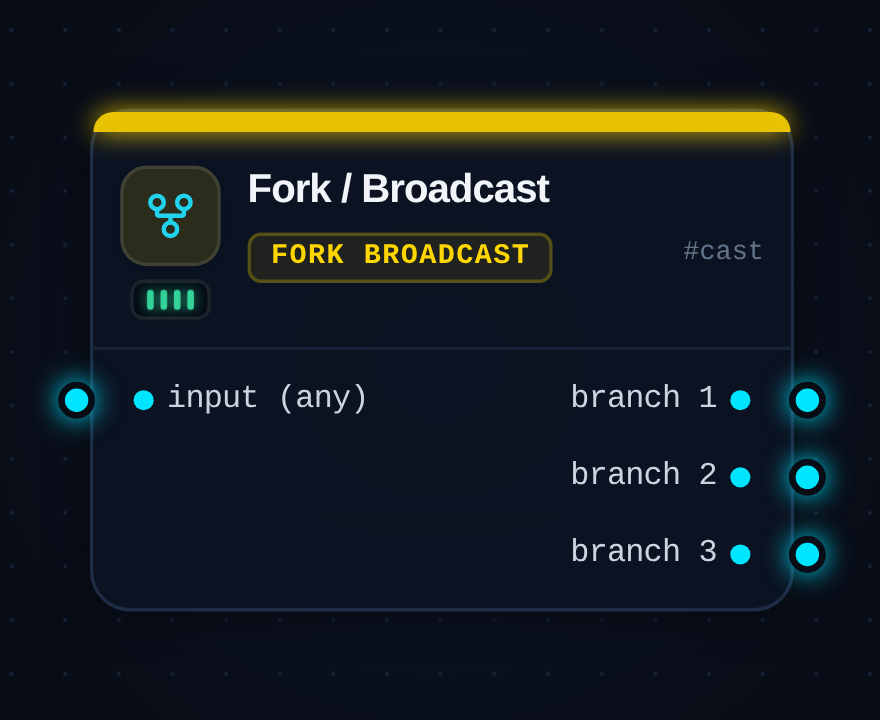 Fork / Broadcast
FORK BROADCAST
#cast
input (any)
branch 1
branch 2
branch 3